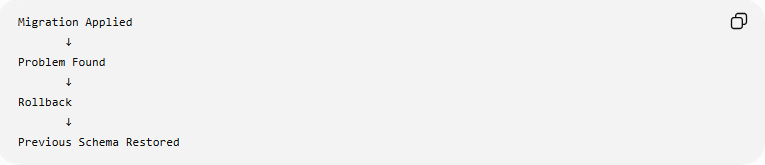 Migration Applied
↓
Problem Found
↓
Rollback
↓
Previous Schema Restored